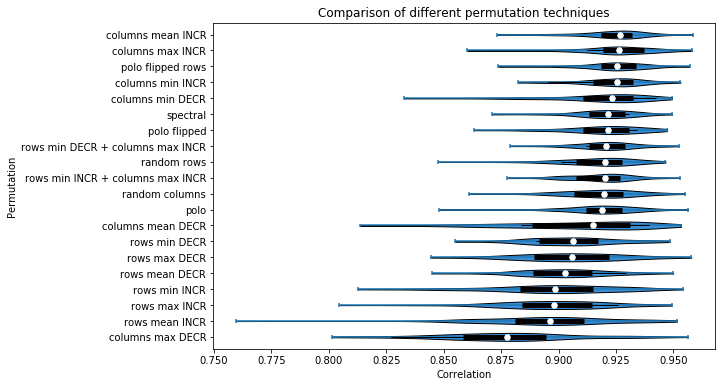 Comparison of different permutation techniques
Permutation
columns mean INCR
columns max INCR
polo flipped rows
columns min INCR
columns min DECR
spectral
polo flipped
rows min DECR + columns max INCR
random rows
rows min INCR + columns max INCR
random columns
polo
columns mean DECR
rows min DECR
rows max DECR
rows mean DECR
rows min INCR
rows max INCR
rows mean INCR
columns max DECR
0.750 0.775 0.800 0.825 0.850 0.875 0.900 0.925 0.950
Correlation